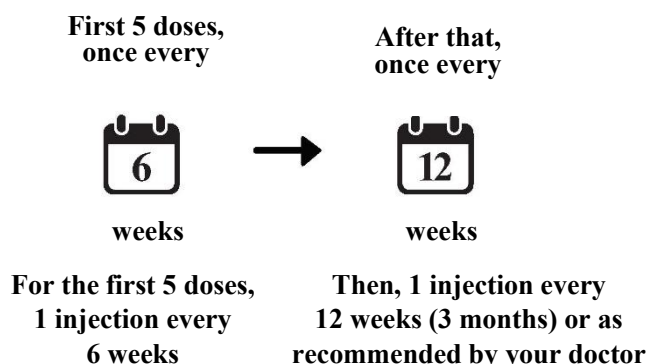 First 5 doses,
once every
6
weeks
For the first 5 doses,
1 injection every
6 weeks
After that,
once every
12
weeks
Then, 1 injection every
12 weeks (3 months) or as
recommended by your doctor